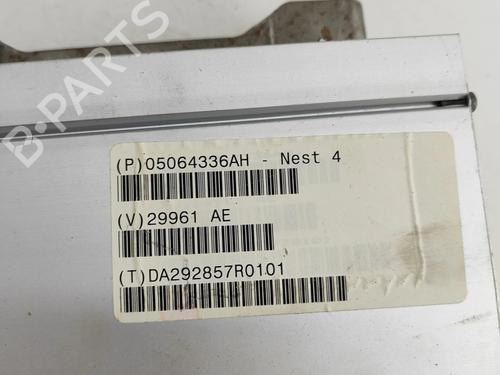 B-PARTS
(P)05064336AH - Nest 4
(V)29961 AE
(T)DA292857R0101